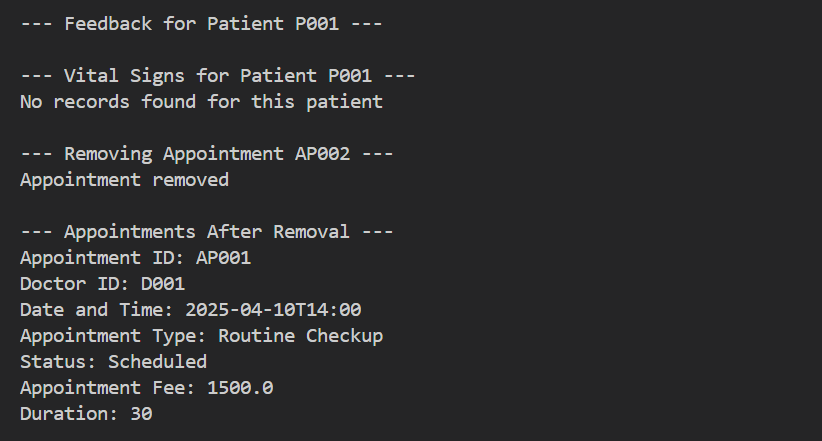 --- Feedback for Patient P001 ---
--- Vital Signs for Patient P001 ---
No records found for this patient
--- Removing Appointment AP002 ---
Appointment removed
--- Appointments After Removal ---
Appointment ID: AP001
Doctor ID: D001
Date and Time: 2025-04-10T14:00
Appointment Type: Routine Checkup
Status: Scheduled
Appointment Fee: 1500.0
Duration: 30